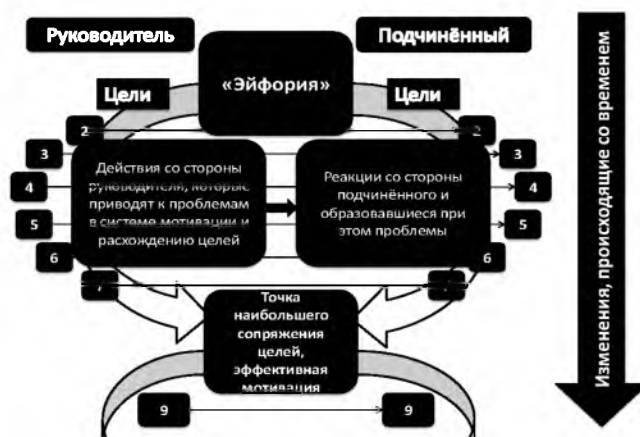 Руководитель
Подчинённый
«Эйфория»
Цели
Цели
2
2
3
3
4
4
5
5
6
6
7
7
Действия со стороны
руководителя, которые
приводят к проблемам
в системе мотивации и
расхождению целей
Реакции со стороны
подчинённого и
образовавшиеся при
этом проблемы
Точка
наибольшего
сопряжения
целей,
эффективная
мотивация
9
9
Изменения, происходящие со временем